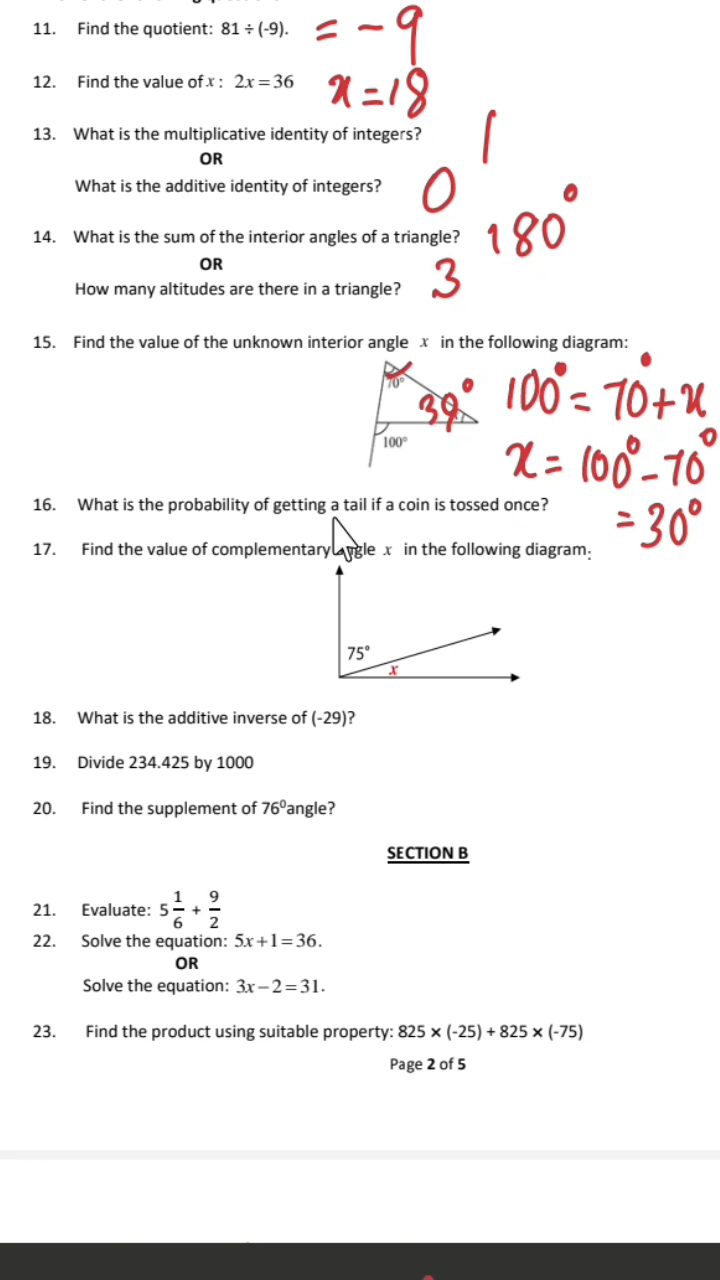 11. Find the quotient: 81 ÷ (-9). = -9
12. Find the value of x : 2x = 36 x = 18
13. What is the multiplicative identity of integers? 1
OR
What is the additive identity of integers? 0
14. What is the sum of the interior angles of a triangle? 180°
OR
How many altitudes are there in a triangle? 3
15. Find the value of the unknown interior angle x in the following diagram:
70°
30° 100° = 70° + x
100°
x = 100° - 70°
= 30°
16. What is the probability of getting a tail if a coin is tossed once?
17. Find the value of complementary angle x in the following diagram:
75°
x
18. What is the additive inverse of (-29)?
19. Divide 234.425 by 1000
20. Find the supplement of 76⁰angle?
SECTION B
21. Evaluate: 5 1/6 + 9/2
22. Solve the equation: 5x+1=36.
OR
Solve the equation: 3x−2=31.
23. Find the product using suitable property: 825 × (-25) + 825 × (-75)
Page 2 of 5